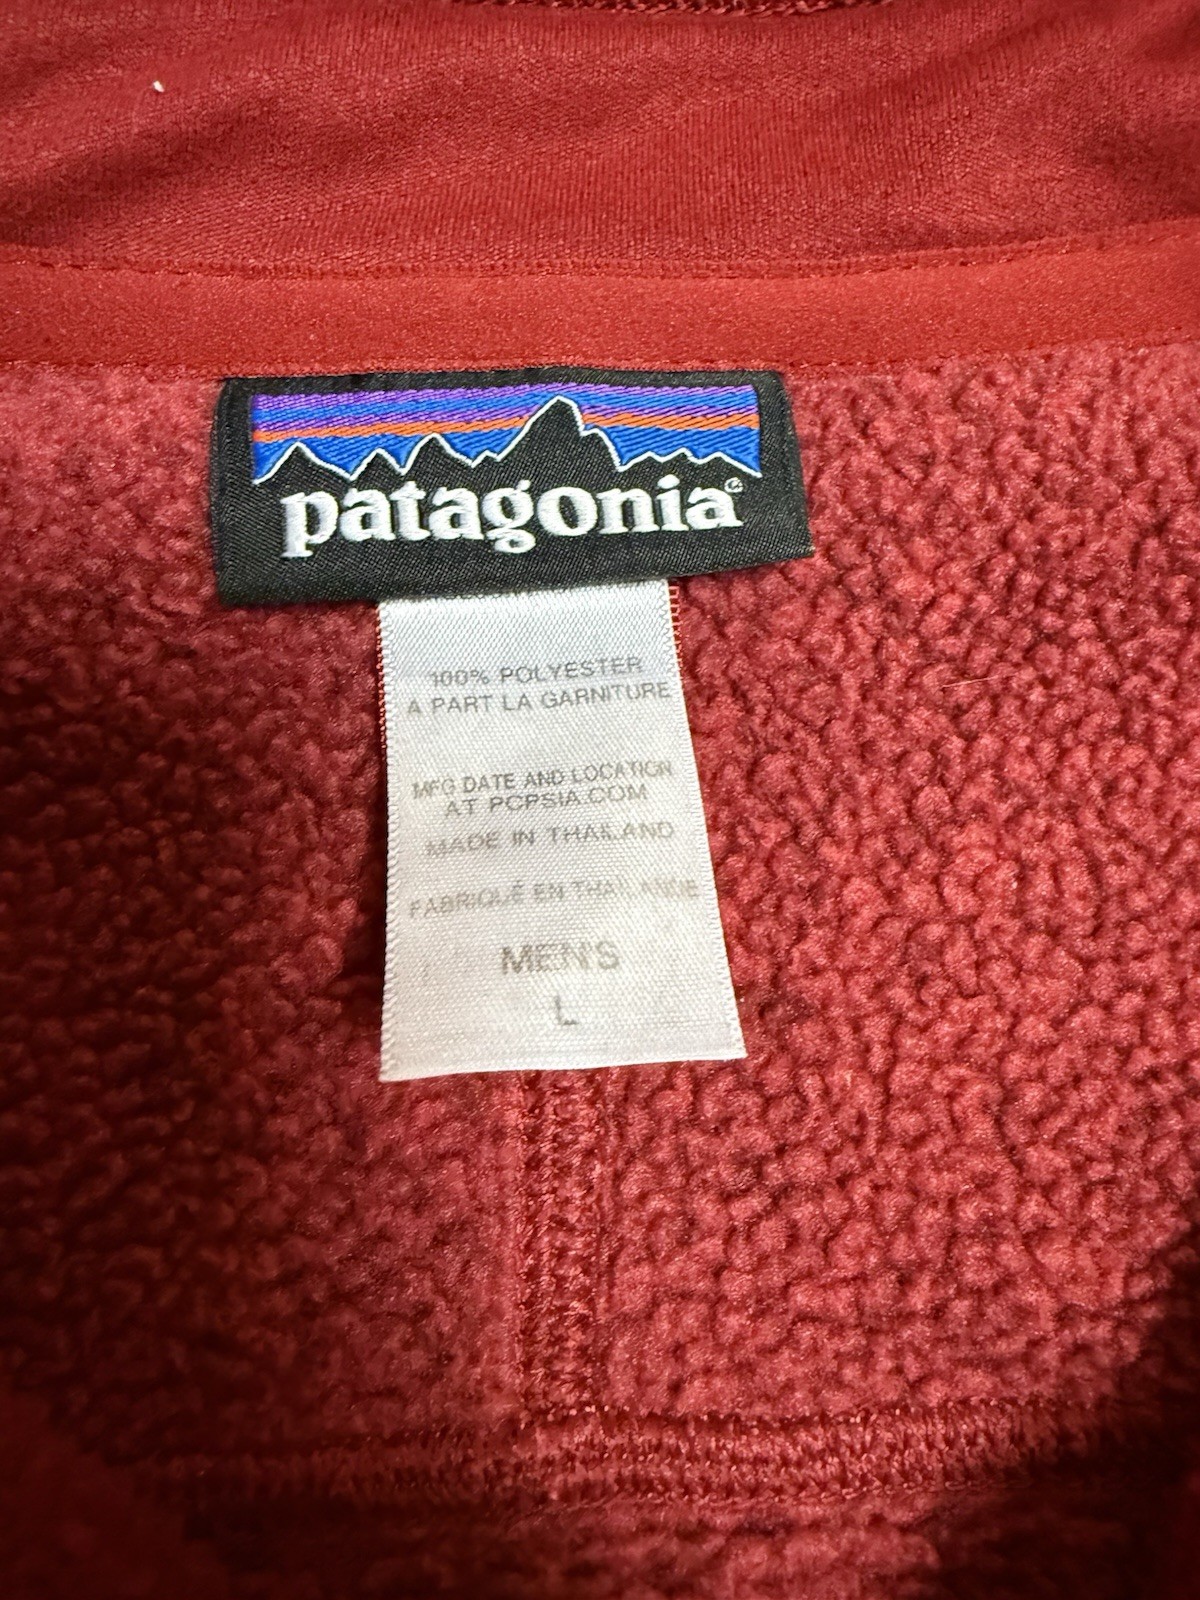 patagonia®
100% POLYESTER
A PART LA GARNITURE
MFG DATE AND LOCATION
AT PCPSIA.COM
MADE IN THAILAND
FABRIQUÉ EN THAILANDE
MEN'S
L